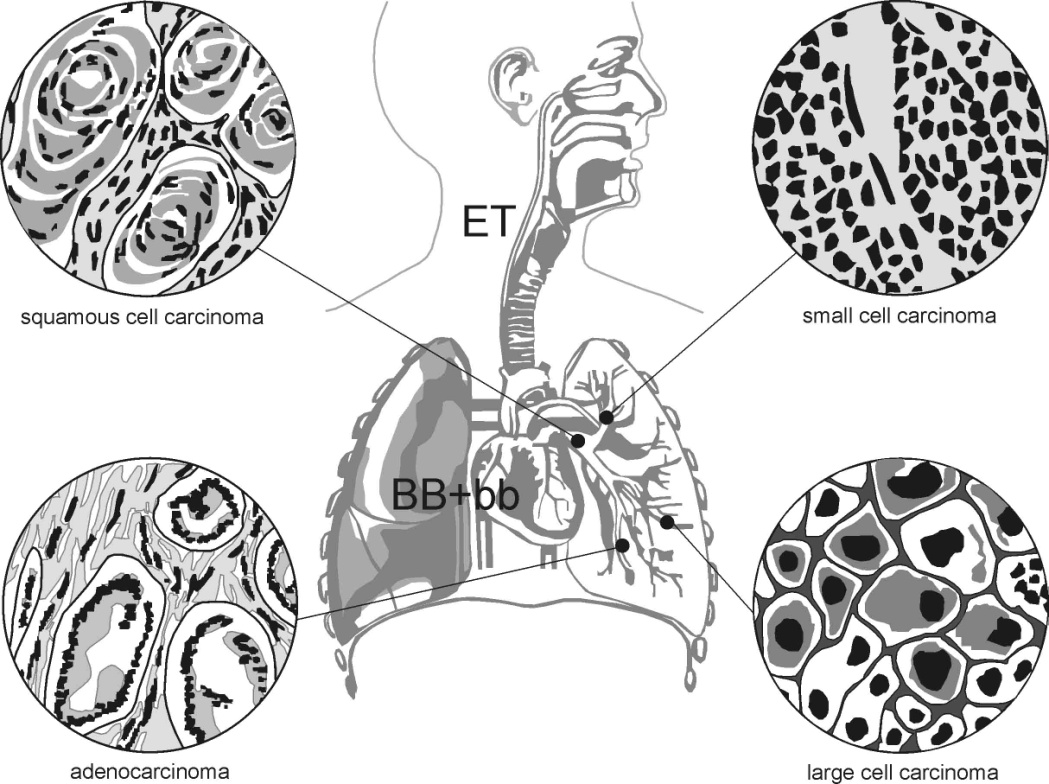 ET
squamous cell carcinoma
small cell carcinoma
BB+bb
adenocarcinoma
large cell carcinoma